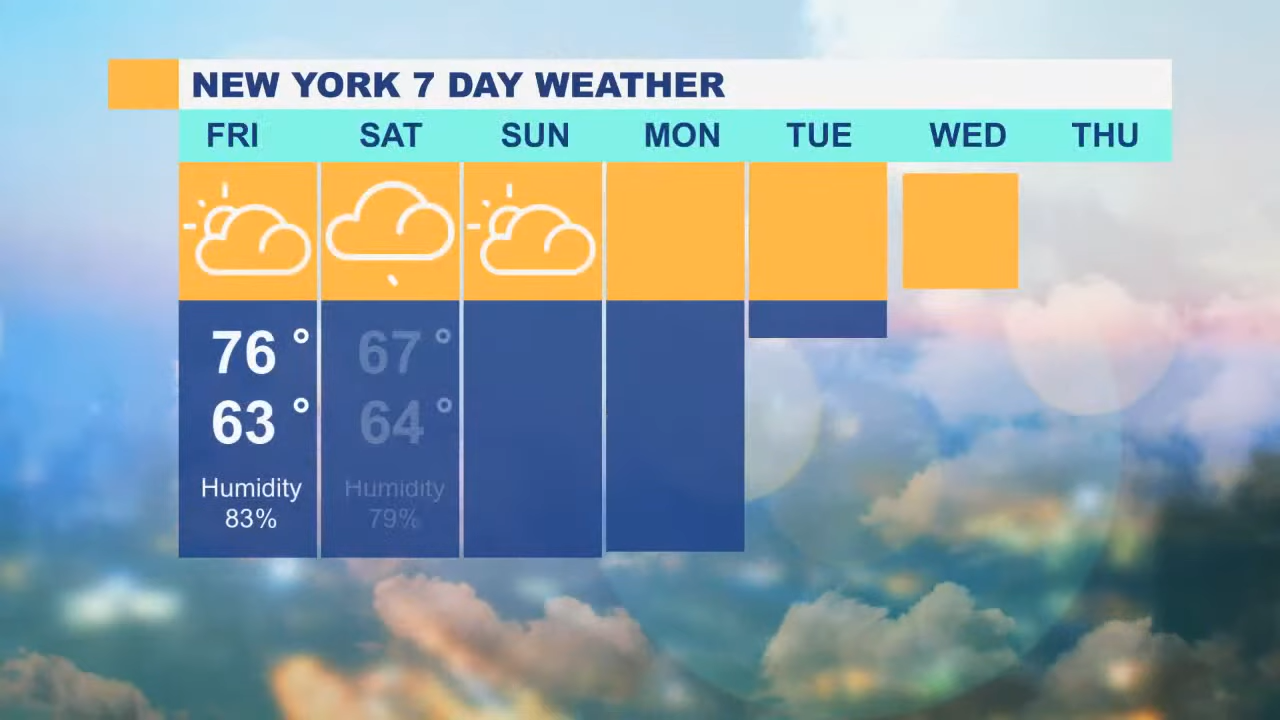 NEW YORK 7 DAY WEATHER
FRI SAT SUN MON TUE WED THU
76° 67°
63° 64°
Humidity Humidity
83% 79%